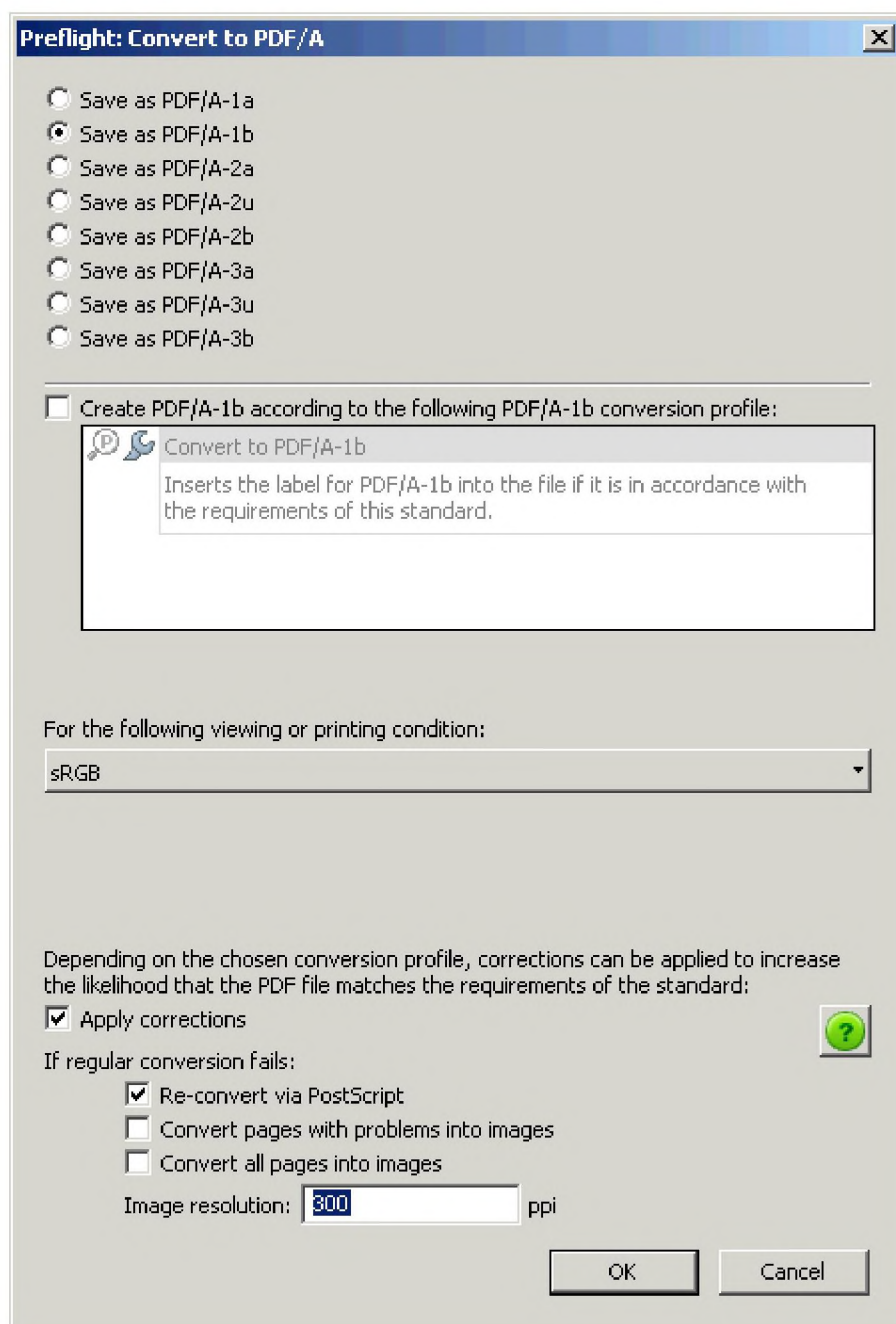 Preflight: Convert to PDF/A
Save as PDF/A-1a
Save as PDF/A-1b
Save as PDF/A-2a
Save as PDF/A-2u
Save as PDF/A-2b
Save as PDF/A-3a
Save as PDF/A-3u
Save as PDF/A-3b
Create PDF/A-1b according to the following PDF/A-1b conversion profile:
Convert to PDF/A-1b
Inserts the label for PDF/A-1b into the file if it is in accordance with
the requirements of this standard.
For the following viewing or printing condition:
sRGB
Depending on the chosen conversion profile, corrections can be applied to increase
the likelihood that the PDF file matches the requirements of the standard:
Apply corrections
If regular conversion fails:
Re-convert via PostScript
Convert pages with problems into images
Convert all pages into images
Image resolution: 300 ppi
OK Cancel